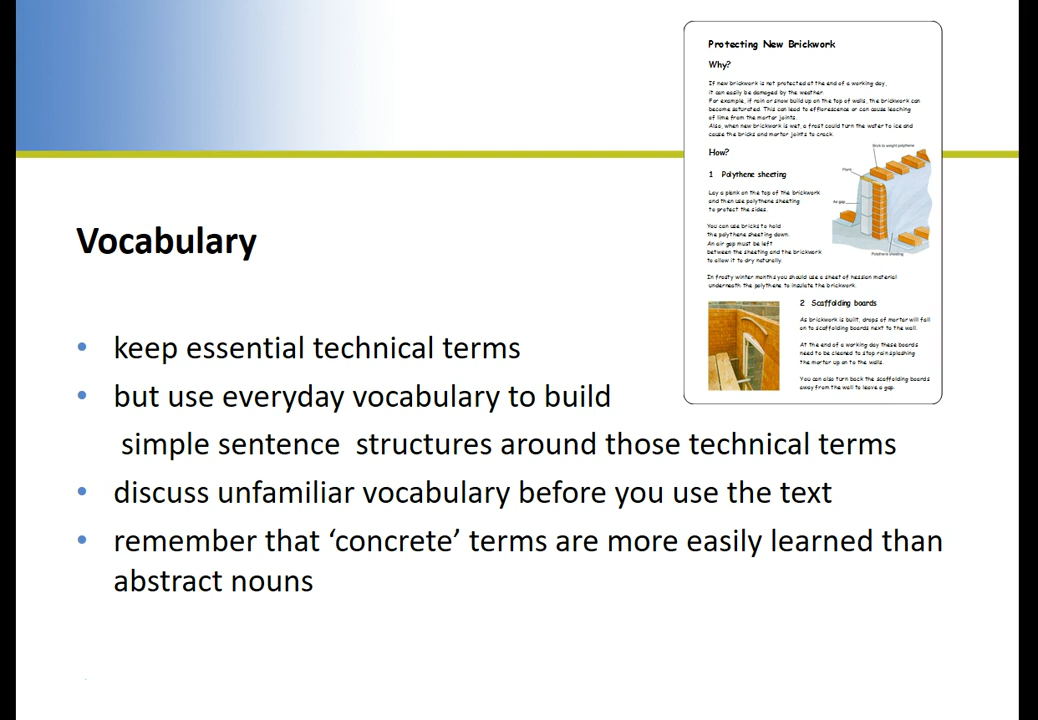 Protecting New Brickwork
Why?
If new brickwork is not protected at the end of a working day,
it can easily be damaged by the weather.
For example, if rain or snow build up on the top of walls, the brickwork can
become saturated. This can lead to efflorescence or can cause leaching
of lime from the mortar joints.
Also, when new brickwork is wet, a frost could turn the water to ice and
cause the bricks and mortar joints to crack.
How?
Brick to weight polythene
1 Polythene sheeting
Plank
Lay a plank on the top of the brickwork
and then use polythene sheeting
to protect the sides.
Air gap
You can use bricks to hold
the polythene sheeting down.
An air gap must be left
between the sheeting and the brickwork
to allow it to dry naturally.
Polythene sheeting
In frosty winter months you should use a sheet of hessian material
underneath the polythene to insulate the brickwork.
2 Scaffolding boards
As brickwork is built, drops of mortar will fall
on to scaffolding boards next to the wall.
At the end of a working day these boards
need to be cleaned to stop rain splashing
the mortar up on to the walls.
You can also turn back the scaffolding boards
away from the wall to leave a gap.
Vocabulary
• keep essential technical terms
• but use everyday vocabulary to build
simple sentence structures around those technical terms
• discuss unfamiliar vocabulary before you use the text
• remember that ‘concrete’ terms are more easily learned than
abstract nouns